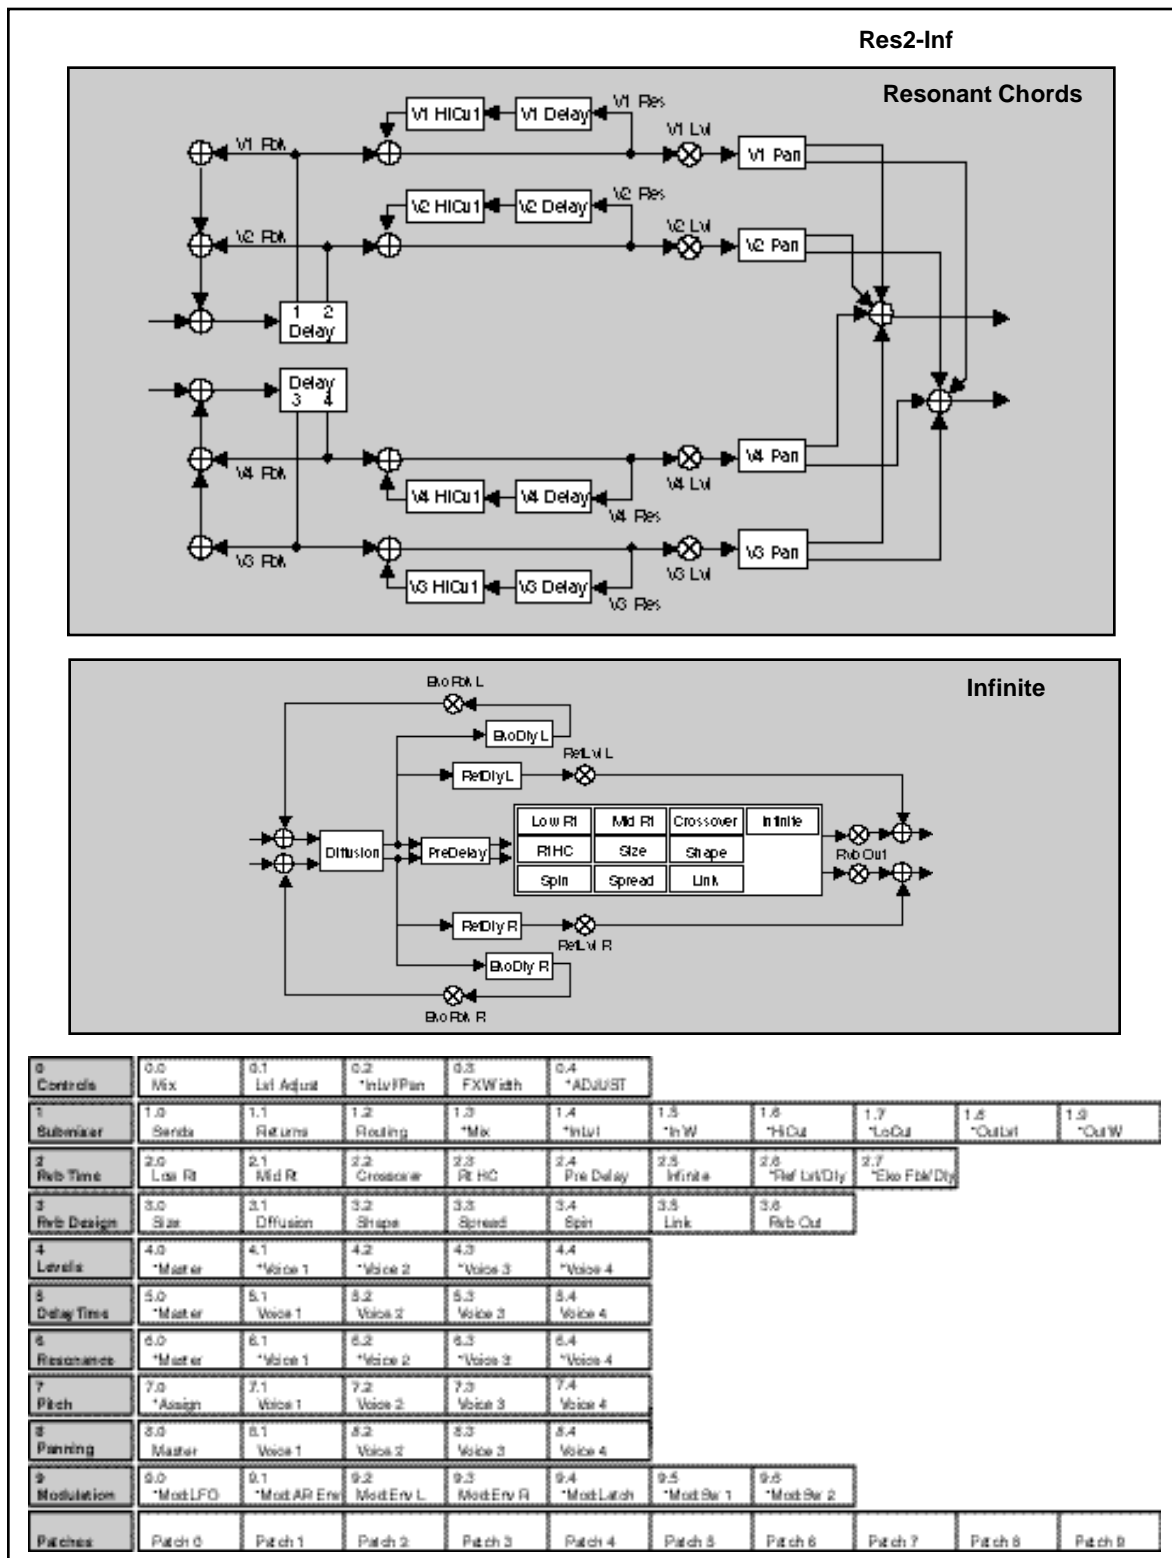 Res2-Inf
Resonant Chords
V1 Res
V1 HiCut
V1 Delay
V1 Fbk
V1 Lvl
V1 Pan
V2 Res
V2 HiCut
V2 Delay
V2 Fbk
V2 Lvl
V2 Pan
1 2
Delay
Delay
3 4
V4 Fbk
V4 HiCut
V4 Delay
V4 Lvl
V4 Pan
V4 Res
V3 Fbk
V3 HiCut
V3 Delay
V3 Lvl
V3 Pan
V3 Res
Infinite
Eko Fbk L
EkoDly L
RefLvl L
RefDly L
Low Rt Mid Rt Crossover Infinite
Diffusion
PreDelay
Rt HC Size Shape
Rvb Out
Spin Spread Link
RefDly R
RefLvl R
EkoDly R
Eko Fbk R
0 0.0 0.1 0.2 0.3 0.4
Controls Mix Lvl Adjust *InLvl/Pan FXWidth *ADJUST
1 1.0 1.1 1.2 1.3 1.4 1.5 1.6 1.7 1.8 1.9
Submixer Sends Returns Routing *Mix *InLvl *InW *HiCut *LoCut *OutLvl *OutW
2 2.0 2.1 2.2 2.3 2.4 2.5 2.6 2.7
Rvb Time Low Rt Mid Rt Crossover Rt HC Pre Delay Infinite *Ref Lvl/Dly *Eko Fbk/Dly
3 3.0 3.1 3.2 3.3 3.4 3.5 3.6
Rvb Design Size Diffusion Shape Spread Spin Link Rvb Out
4 4.0 4.1 4.2 4.3 4.4
Levels *Master *Voice 1 *Voice 2 *Voice 3 *Voice 4
5 5.0 5.1 5.2 5.3 5.4
Delay Time *Master Voice 1 Voice 2 Voice 3 Voice 4
6 6.0 6.1 6.2 6.3 6.4
Resonance *Master *Voice 1 *Voice 2 *Voice 3 *Voice 4
7 7.0 7.1 7.2 7.3 7.4
Pitch *Assign Voice 1 Voice 2 Voice 3 Voice 4
8 8.0 8.1 8.2 8.3 8.4
Panning Master Voice 1 Voice 2 Voice 3 Voice 4
9 9.0 9.1 9.2 9.3 9.4 9.5 9.6
Modulation *Mod:LFO *Mod:AR Env Mod:Env L Mod:Env R *Mod:Latch *Mod:Sw 1 *Mod:Sw 2
Patches Patch 0 Patch 1 Patch 2 Patch 3 Patch 4 Patch 5 Patch 6 Patch 7 Patch 8 Patch 9